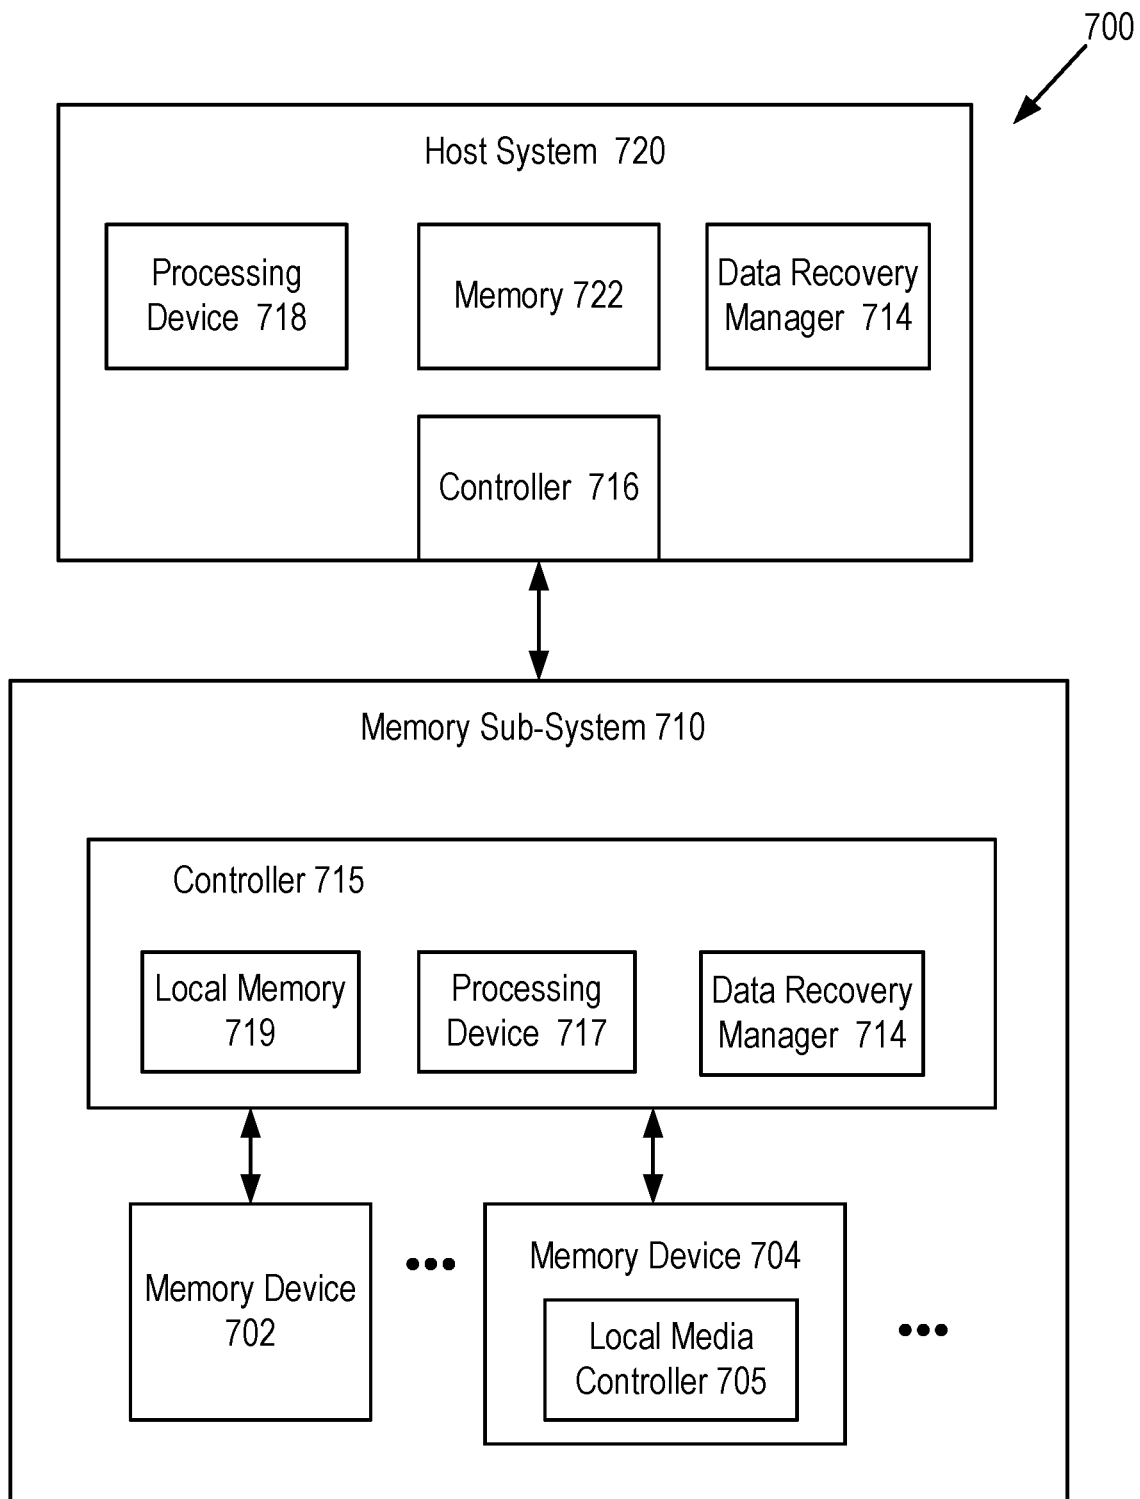 700
Host System 720
Processing
Device 718
Memory 722
Data Recovery
Manager 714
Controller 716
Memory Sub-System 710
Controller 715
Local Memory
719
Processing
Device 717
Data Recovery
Manager 714
Memory Device
702
Memory Device 704
Local Media
Controller 705